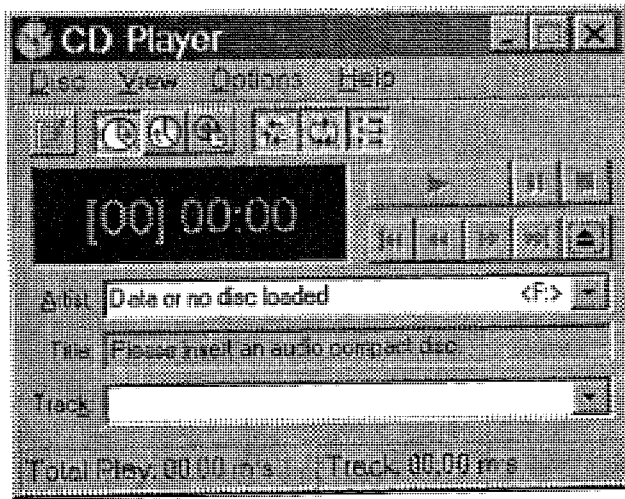 CD Player
Disc View Options Help
[00] 00:00
Artist Data or no disc loaded <F:>
Title Please insert an audio compact disc.
Track
Total Play: 00:00 m:s Track: 00:00 m:s